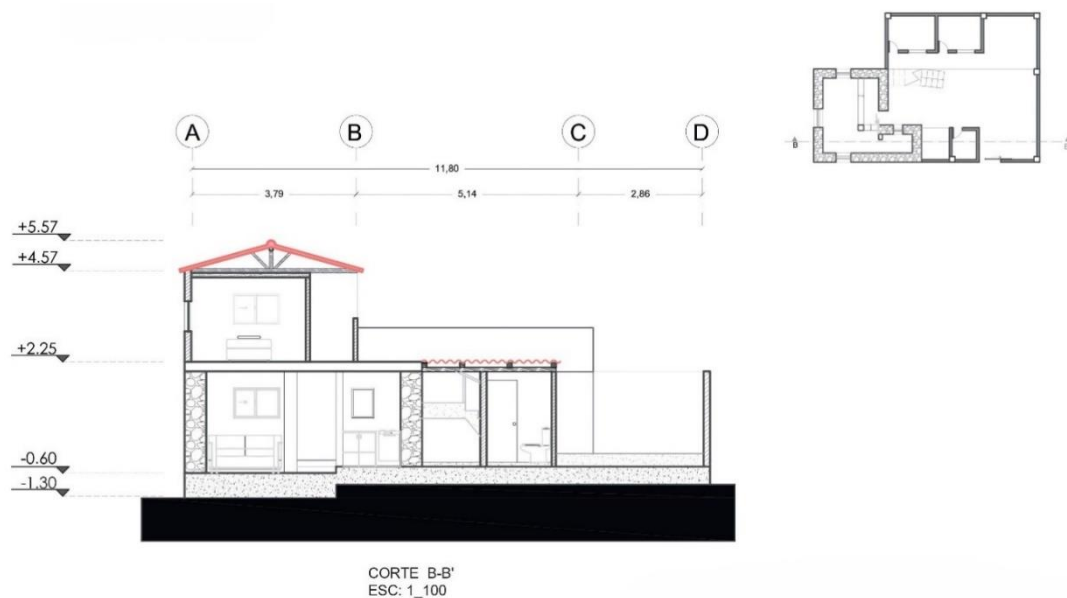 A B C D
11,80
3,79 5,14 2,86
+5.57
+4.57
+2.25
-0.60
-1.30
CORTE B-B'
ESC: 1_100